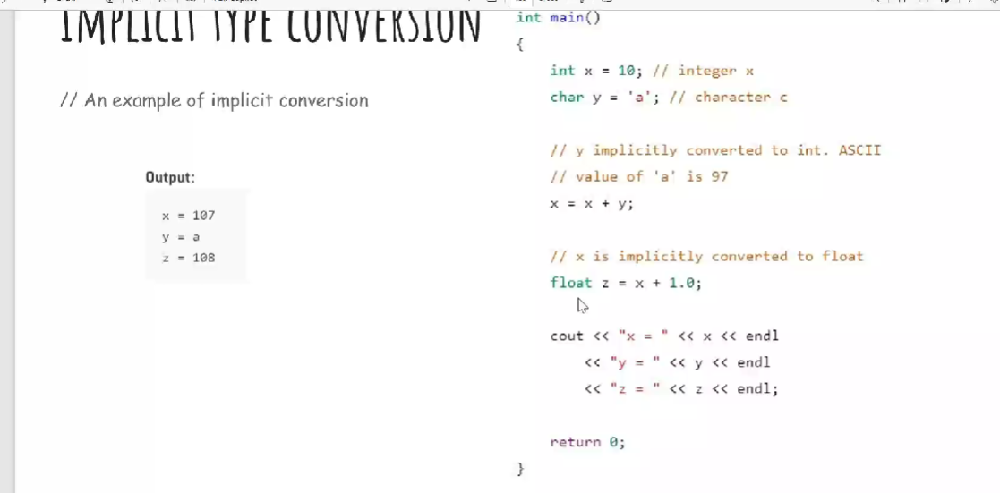 IMPLICIT TYPE CONVERSION
// An example of implicit conversion
Output:
x = 107
y = a
z = 108
int main()
{
int x = 10; // integer x
char y = 'a'; // character c
// y implicitly converted to int. ASCII
// value of 'a' is 97
x = x + y;
// x is implicitly converted to float
float z = x + 1.0;
cout << "x = " << x << endl
<< "y = " << y << endl
<< "z = " << z << endl;
return 0;
}